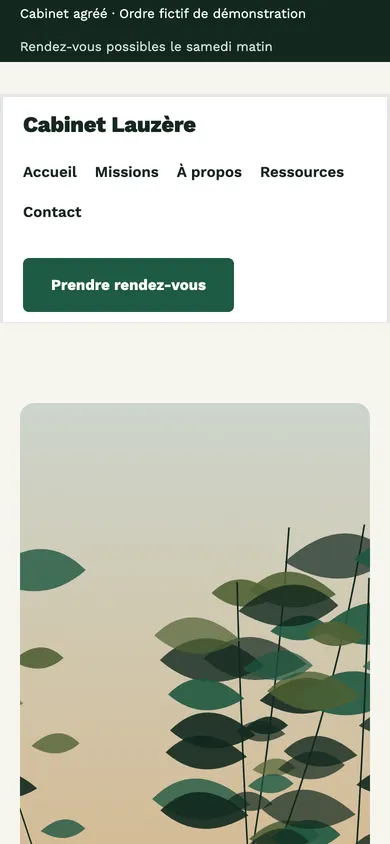 Cabinet agréé · Ordre fictif de démonstration
Rendez-vous possibles le samedi matin
Cabinet Lauzère
Accueil Missions À propos Ressources
Contact
Prendre rendez-vous